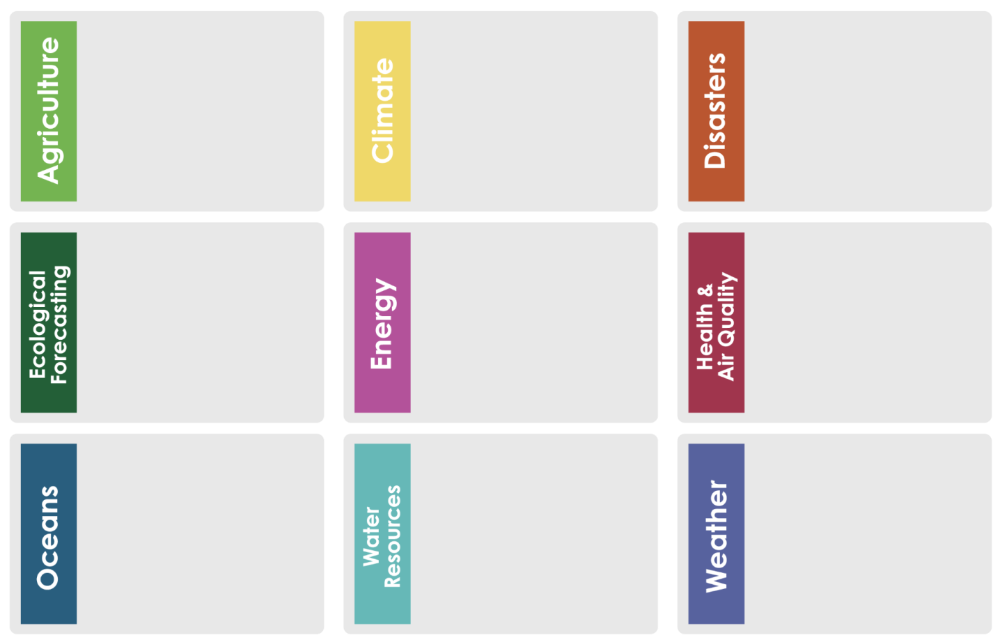 Agriculture
Climate
Disasters
Ecological
Forecasting
Energy
Health &
Air Quality
Oceans
Water
Resources
Weather